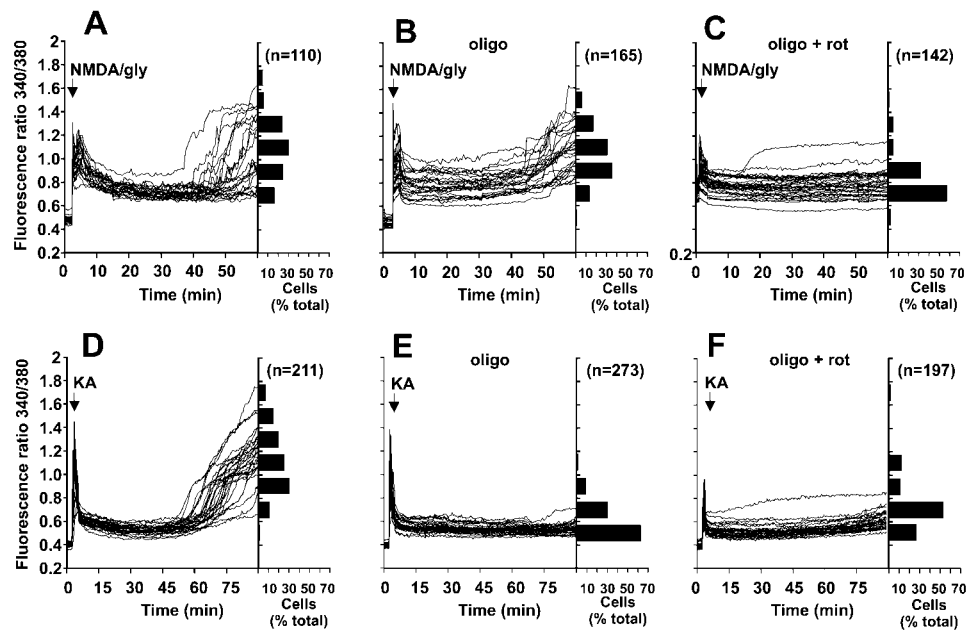 A
B
C
oligo
oligo + rot
(n=110)
(n=165)
(n=142)
NMDA/gly
NMDA/gly
NMDA/gly
Fluorescence ratio 340/380
2
1.8
1.6
1.4
1.2
1.0
0.8
0.6
0.4
0.2
0.2
0 10 20 30 40 50
10 30 50 70
0 10 20 30 40 50
10 30 50 70
0 10 20 30 40 50
10 30 50 70
Time (min)
Cells
(% total)
Time (min)
Cells
(% total)
Time (min)
Cells
(% total)
D
E
F
oligo
oligo + rot
(n=211)
(n=273)
(n=197)
KA
KA
KA
Fluorescence ratio 340/380
2
1.8
1.6
1.4
1.2
1.0
0.8
0.6
0.4
0.2
0 15 30 45 60 75
10 30 50 70
0 15 30 45 60 75
10 30 50 70
0 15 30 45 60 75
10 30 50 70
Time (min)
Cells
(% total)
Time (min)
Cells
(% total)
Time (min)
Cells
(% total)